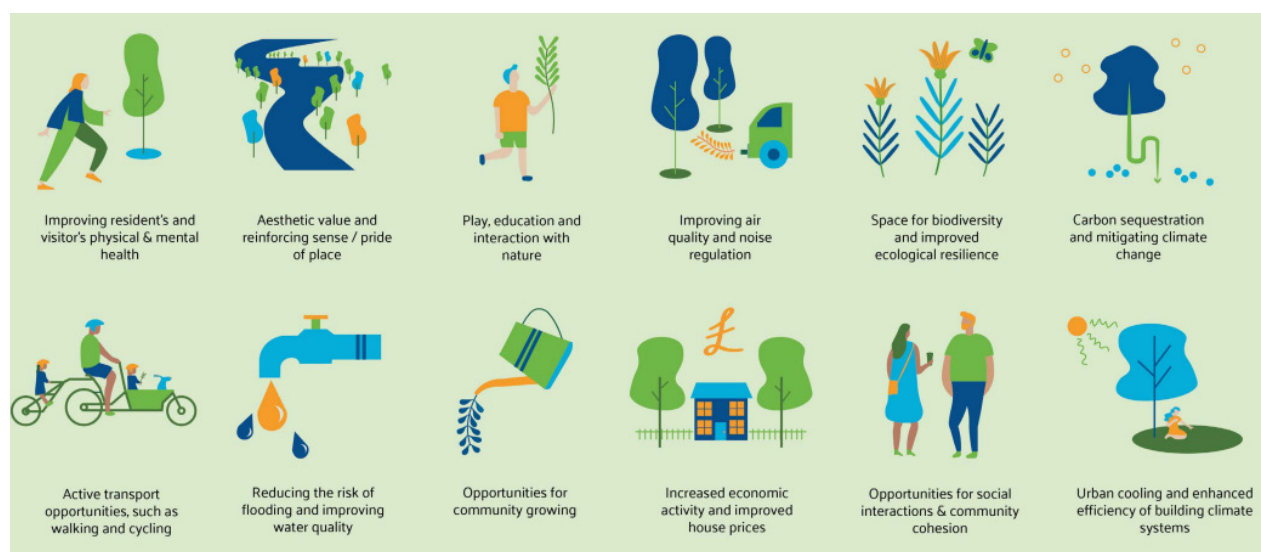 Improving resident's and
visitor's physical & mental
health
Aesthetic value and
reinforcing sense / pride
of place
Play, education and
interaction with
nature
Improving air
quality and noise
regulation
Space for biodiversity
and improved
ecological resilience
Carbon sequestration
and mitigating climate
change
£
Active transport
opportunities, such as
walking and cycling
Reducing the risk of
flooding and improving
water quality
Opportunities for
community growing
Increased economic
activity and improved
house prices
Opportunities for social
interactions & community
cohesion
Urban cooling and enhanced
efficiency of building climate
systems